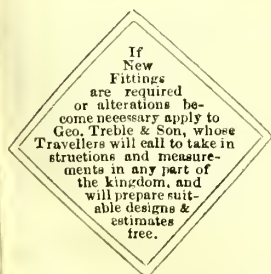 If
New
Fittings
are required
or alterations be-
come necessary apply to
Geo. Treble & Son, whose
Travellers will call to take in
structions and measure-
ments in any part of
the kingdom, and
will prepare suit-
able designs &
estimates
free.